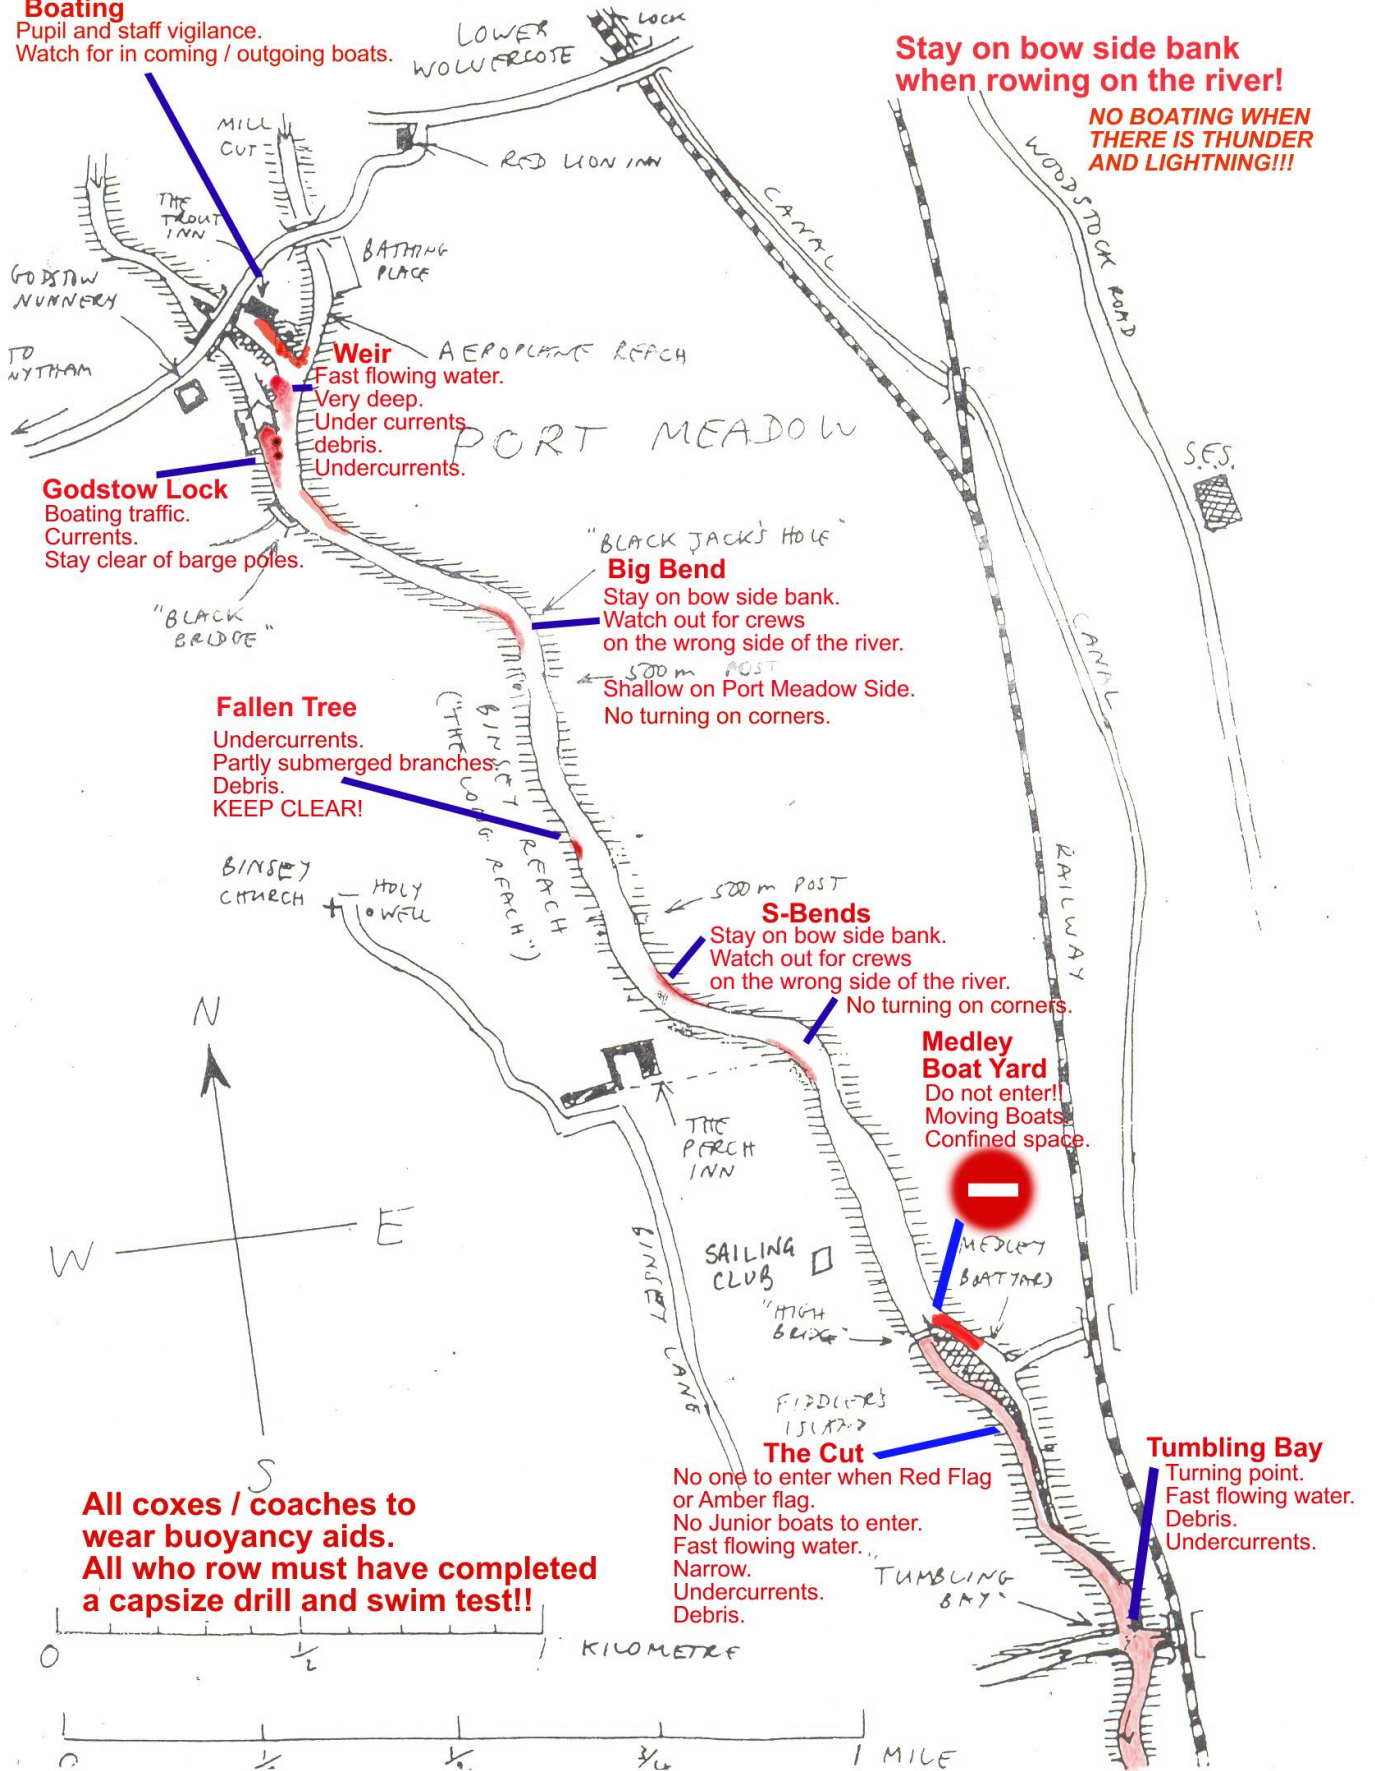 Boating
Pupil and staff vigilance.
Watch for in coming / outgoing boats.
LOWER
WOLVERCOTE
LOCK
Stay on bow side bank
when rowing on the river!
NO BOATING WHEN
THERE IS THUNDER
AND LIGHTNING!!!
MILL
CUT
RED LION INN
WOODSTOCK ROAD
CANAL
THE
TROUT
INN
BATHING
PLACE
GODSTOW
NUNNERY
TO
WYTHAM
AEROPLANE REACH
Weir
Fast flowing water.
Very deep.
Under currents
debris.
Undercurrents.
PORT MEADOW
S.E.S.
Godstow Lock
Boating traffic.
Currents.
Stay clear of barge poles.
"BLACK JACK'S HOLE"
Big Bend
Stay on bow side bank.
Watch out for crews
on the wrong side of the river.
"BLACK
BRIDGE"
500m POST
Shallow on Port Meadow Side.
No turning on corners.
CANAL
Fallen Tree
Undercurrents.
Partly submerged branches.
Debris.
KEEP CLEAR!
BINSEY REACH
("THE LONG REACH")
BINSEY
CHURCH
HOLY
WELL
500m POST
RAILWAY
S-Bends
Stay on bow side bank.
Watch out for crews
on the wrong side of the river.
No turning on corners.
N
E
W
S
Medley
Boat Yard
Do not enter!!
Moving Boats
Confined space.
THE
PERCH
INN
BINSEY LANE
SAILING
CLUB
MEDLEY
BOATYARD
"HIGH
BRIDGE"
FIDDLER'S
ISLAND
The Cut
No one to enter when Red Flag
or Amber flag.
No Junior boats to enter.
Fast flowing water.
Narrow.
Undercurrents.
Debris.
Tumbling Bay
Turning point.
Fast flowing water.
Debris.
Undercurrents.
"TUMBLING
BAY"
All coxes / coaches to
wear buoyancy aids.
All who row must have completed
a capsize drill and swim test!!
0 1/2 1 KILOMETRE
0 3/4 1 MILE